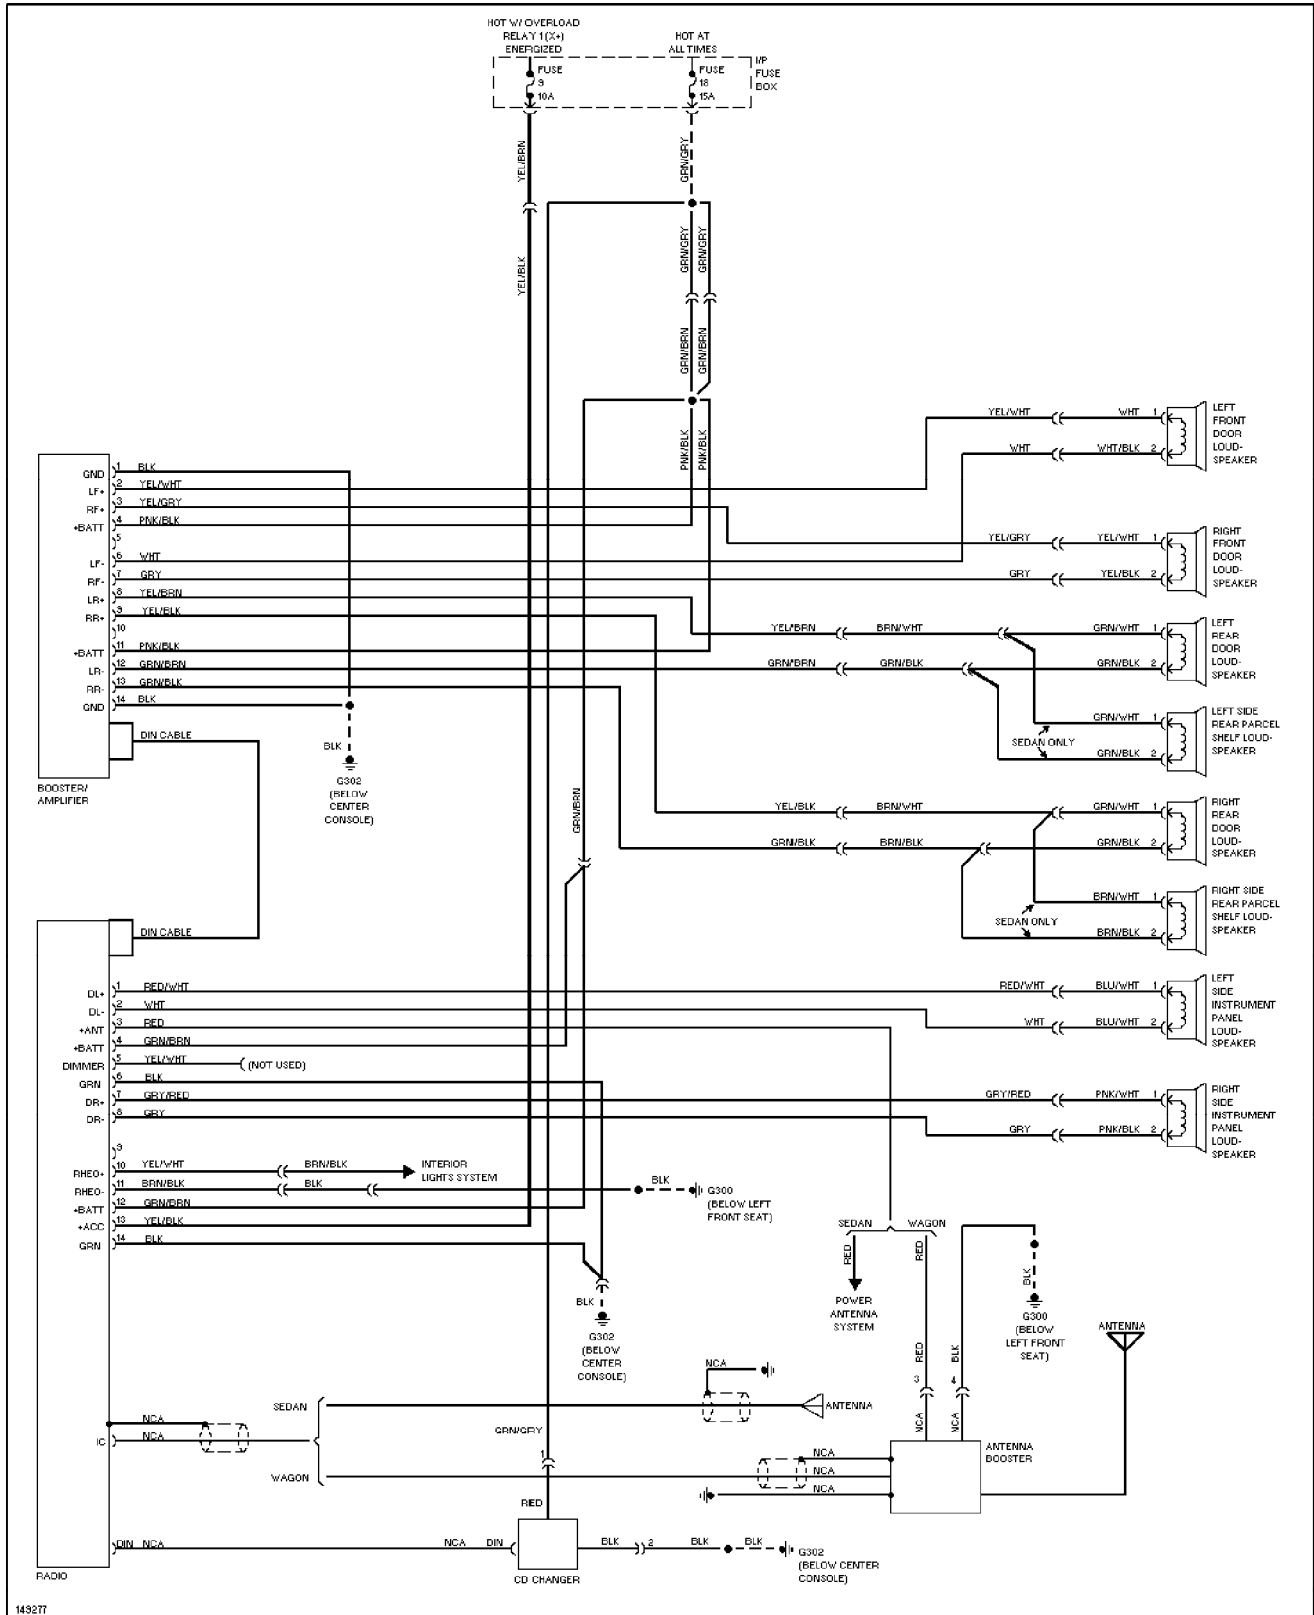 HOT W/ OVERLOAD
RELAY 1(X+)
ENERGIZED
HOT AT
ALL TIMES
FUSE
9
10A
FUSE
18
15A
I/P
FUSE
BOX
YEL/BRN
GRN/GRY
YEL/BLK
GRN/GRY
GRN/GRY
GRN/BRN
GRN/BRN
PNK/BLK
PNK/BLK
YEL/WHT
WHT 1
WHT
WHT/BLK 2
LEFT
FRONT
DOOR
LOUD-
SPEAKER
GND 1 BLK
LF+ 2 YEL/WHT
RF+ 3 YEL/GRY
+BATT 4 PNK/BLK
5
LF- 6 WHT
RF- 7 GRY
LR+ 8 YEL/BRN
RR+ 9 YEL/BLK
10
+BATT 11 PNK/BLK
LR- 12 GRN/BRN
RR- 13 GRN/BLK
GND 14 BLK
DIN CABLE
BOOSTER/
AMPLIFIER
BLK
G302
(BELOW
CENTER
CONSOLE)
GRN/BRN
YEL/GRY
YEL/WHT 1
GRY
YEL/BLK 2
RIGHT
FRONT
DOOR
LOUD-
SPEAKER
YEL/BRN
BRN/WHT
GRN/WHT 1
GRN/BRN
GRN/BLK
GRN/BLK 2
LEFT
REAR
DOOR
LOUD-
SPEAKER
GRN/WHT 1
SEDAN ONLY
GRN/BLK 2
LEFT SIDE
REAR PARCEL
SHELF LOUD-
SPEAKER
YEL/BLK
BRN/WHT
GRN/WHT 1
GRN/BLK
BRN/BLK
GRN/BLK 2
RIGHT
REAR
DOOR
LOUD-
SPEAKER
BRN/WHT 1
SEDAN ONLY
BRN/BLK 2
RIGHT SIDE
REAR PARCEL
SHELF LOUD-
SPEAKER
DIN CABLE
DL+ 1 RED/WHT
DL- 2 WHT
+ANT 3 RED
+BATT 4 GRN/BRN
DIMMER 5 YEL/WHT (NOT USED)
GRN 6 BLK
DR+ 7 GRY/RED
DR- 8 GRY
9
RHEO+ 10 YEL/WHT BRN/BLK INTERIOR
LIGHTS SYSTEM
RHEO- 11 BRN/BLK BLK
+BATT 12 GRN/BRN
+ACC 13 YEL/BLK
GRN 14 BLK
RED/WHT
BLU/WHT 1
WHT
BLU/WHT 2
LEFT
SIDE
INSTRUMENT
PANEL
LOUD-
SPEAKER
GRY/RED
PNK/WHT 1
GRY
PNK/BLK 2
RIGHT
SIDE
INSTRUMENT
PANEL
LOUD-
SPEAKER
BLK
G300
(BELOW LEFT
FRONT SEAT)
SEDAN
WAGON
RED
RED
POWER
ANTENNA
SYSTEM
BLK
G300
(BELOW
LEFT FRONT
SEAT)
ANTENNA
BLK
G302
(BELOW
CENTER
CONSOLE)
RED
BLK
3
4
NCA
NCA
NCA
SEDAN
ANTENNA
NCA
IC NCA
WAGON
NCA
NCA
NCA
ANTENNA
BOOSTER
GRN/GRY
1
RED
DIN NCA
NCA DIN
CD CHANGER
BLK 2
BLK
BLK
G302
(BELOW CENTER
CONSOLE)
RADIO
149277